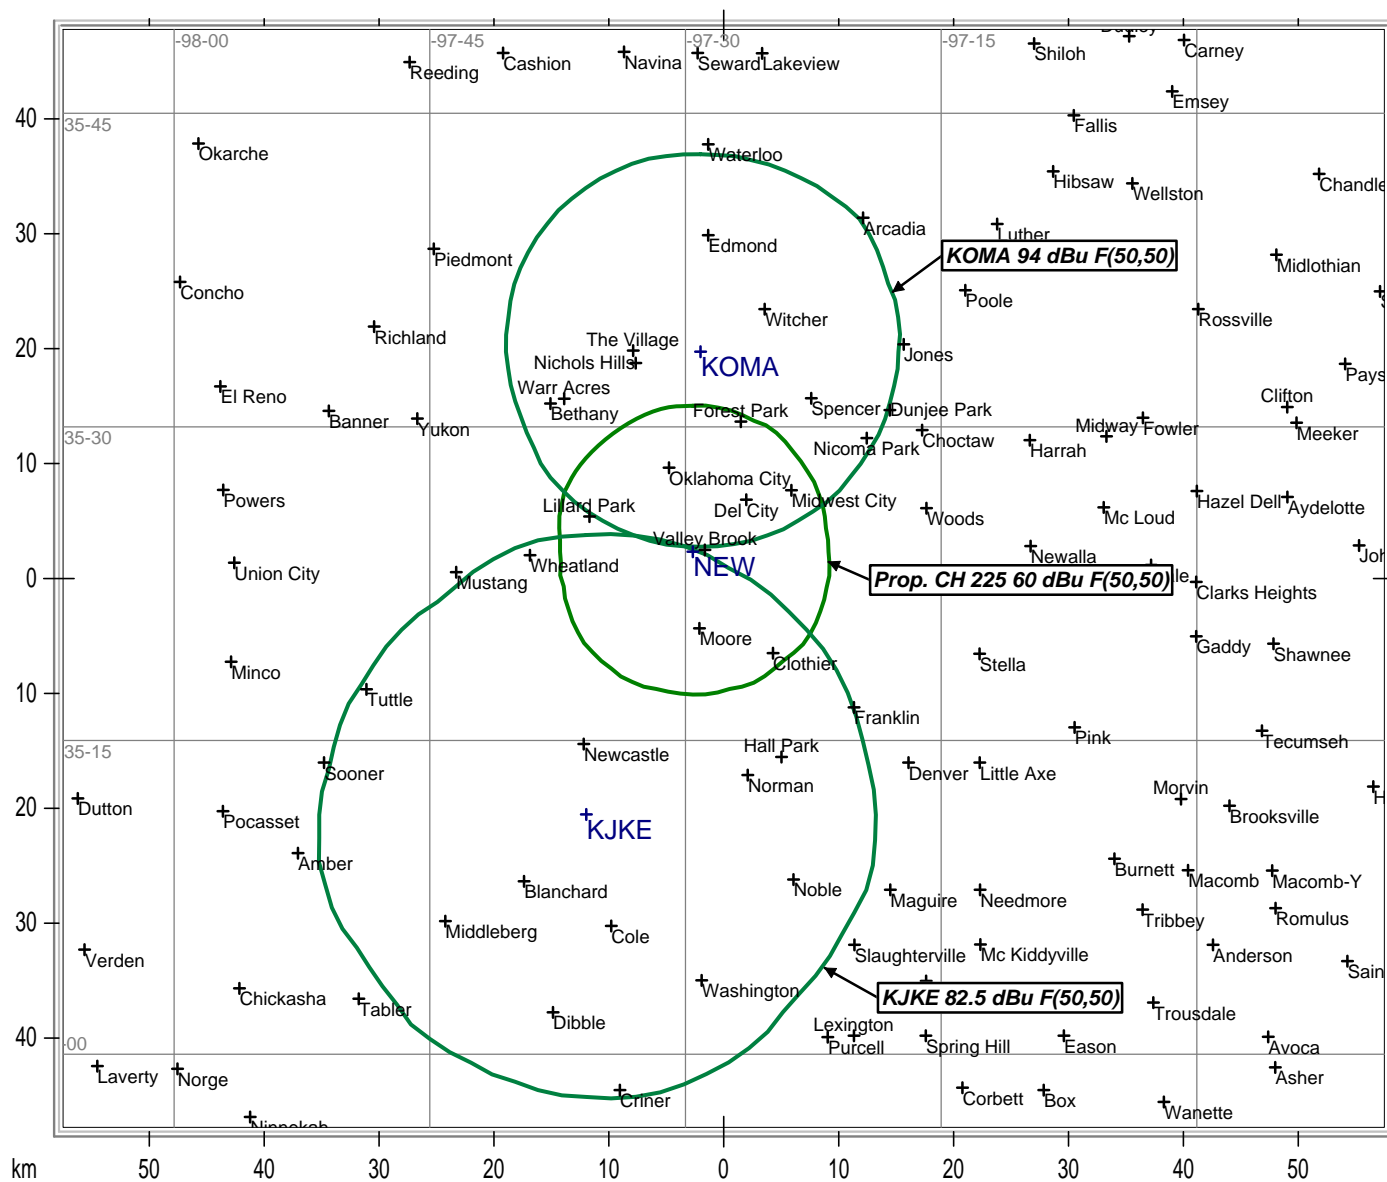 -98-00
-97-45
-97-30
-97-15
Reeding
Cashion
Navina
Seward
Lakeview
Shiloh
Carney
Emsey
Fallis
40
35-45
Okarche
Waterloo
Hibsaw
Wellston
Chandle
30
Arcadia
Luther
Edmond
Piedmont
KOMA 94 dBu F(50,50)
Midlothian
Concho
Poole
Witcher
Rossville
Richland
20
The Village
Nichols Hills
KOMA
Jones
Pays
El Reno
Warr Acres
Bethany
Clifton
Banner
Yukon
Forest Park
Spencer
Dunjee Park
Midway
Fowler
Meeker
35-30
Nicoma Park
Choctaw
Harrah
10
Oklahoma City
Powers
Lillard Park
Del City
Midwest City
Woods
Mc Loud
Hazel Dell
Aydelotte
Valley Brook
NEW
Wheatland
Newalla
Joh
Union City
Mustang
0
Prop. CH 225 60 dBu F(50,50)
le
Clarks Heights
Moore
Clothier
Stella
Gaddy
Shawnee
Minco
10
Tuttle
Franklin
Pink
Tecumseh
35-15
Newcastle
Hall Park
Norman
Sooner
Denver
Little Axe
Morvin
20
Dutton
Pocasset
KJKE
Brooksville
Amber
Burnett
Blanchard
Noble
Maguire
Needmore
Macomb
Macomb-Y
30
Middleberg
Cole
Tribbey
Romulus
Verden
Slaughterville
Mc Kiddyville
Anderson
Sain
Chickasha
Tabler
Washington
KJKE 82.5 dBu F(50,50)
Trousdale
Dibble
Lexington
40
-00
Purcell
Spring Hill
Eason
Avoca
Laverty
Norge
Asher
Criner
Corbett
Box
Wanette
Ninnekah
km
50
40
30
20
10
0
10
20
30
40
50